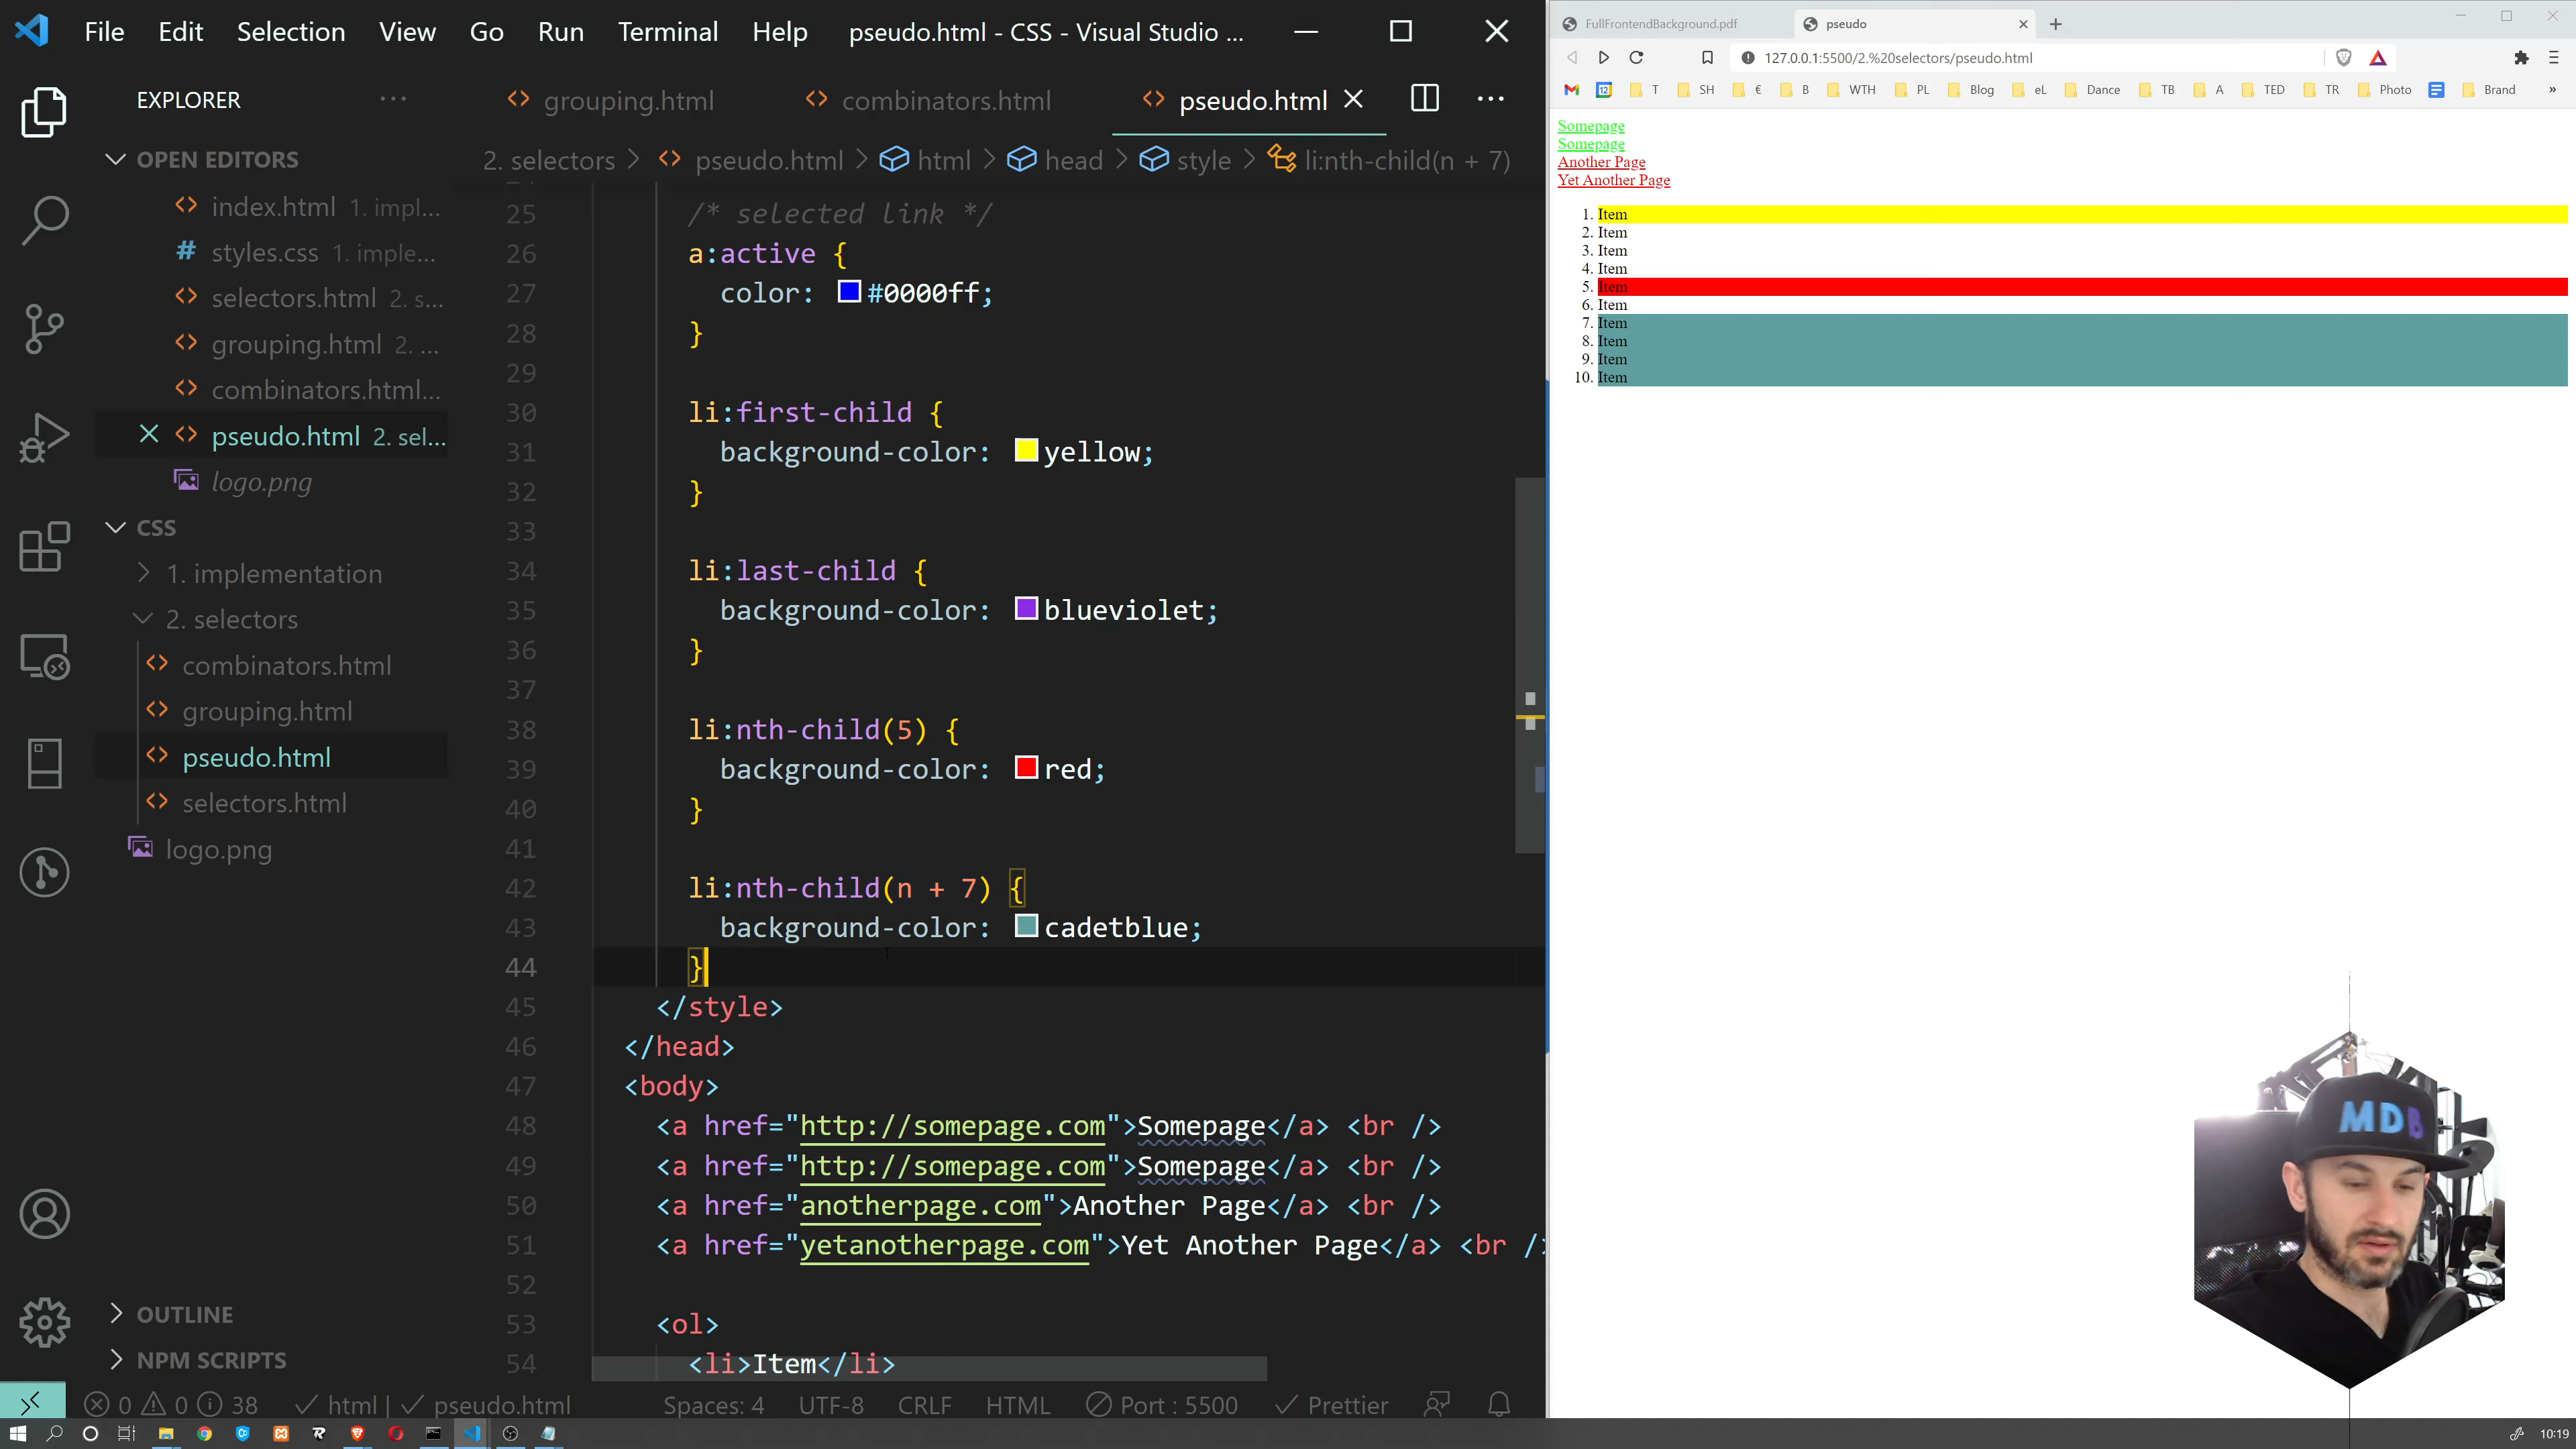 File Edit Selection View Go Run Terminal Help pseudo.html - CSS - Visual Studio ...
EXPLORER ...
OPEN EDITORS
index.html 1. impl...
# styles.css 1. imple...
selectors.html 2. s...
grouping.html 2. ...
combinators.html...
pseudo.html 2. sel...
logo.png
CSS
1. implementation
2. selectors
combinators.html
grouping.html
pseudo.html
selectors.html
logo.png
OUTLINE
NPM SCRIPTS
grouping.html combinators.html pseudo.html
2. selectors > pseudo.html > html > head > style > li:nth-child(n + 7)
25 /* selected link */
26 a:active {
27 color: #0000ff;
28 }
29
30 li:first-child {
31 background-color: yellow;
32 }
33
34 li:last-child {
35 background-color: blueviolet;
36 }
37
38 li:nth-child(5) {
39 background-color: red;
40 }
41
42 li:nth-child(n + 7) {
43 background-color: cadetblue;
44 }
45 </style>
46 </head>
47 <body>
48 <a href="http://somepage.com">Somepage</a> <br />
49 <a href="http://somepage.com">Somepage</a> <br />
50 <a href="anotherpage.com">Another Page</a> <br />
51 <a href="yetanotherpage.com">Yet Another Page</a> <br />
52
53 <ol>
54 <li>Item</li>
0 0 38 html | pseudo.html Spaces: 4 UTF-8 CRLF HTML Port : 5500 Prettier
FullFrontendBackground.pdf pseudo
127.0.0.1:5500/2.%20selectors/pseudo.html
12 T SH € B WTH PL Blog eL Dance TB A TED TR Photo Brand »
Somepage
Somepage
Another Page
Yet Another Page
1. Item
2. Item
3. Item
4. Item
5. Item
6. Item
7. Item
8. Item
9. Item
10. Item
MDB
10:19